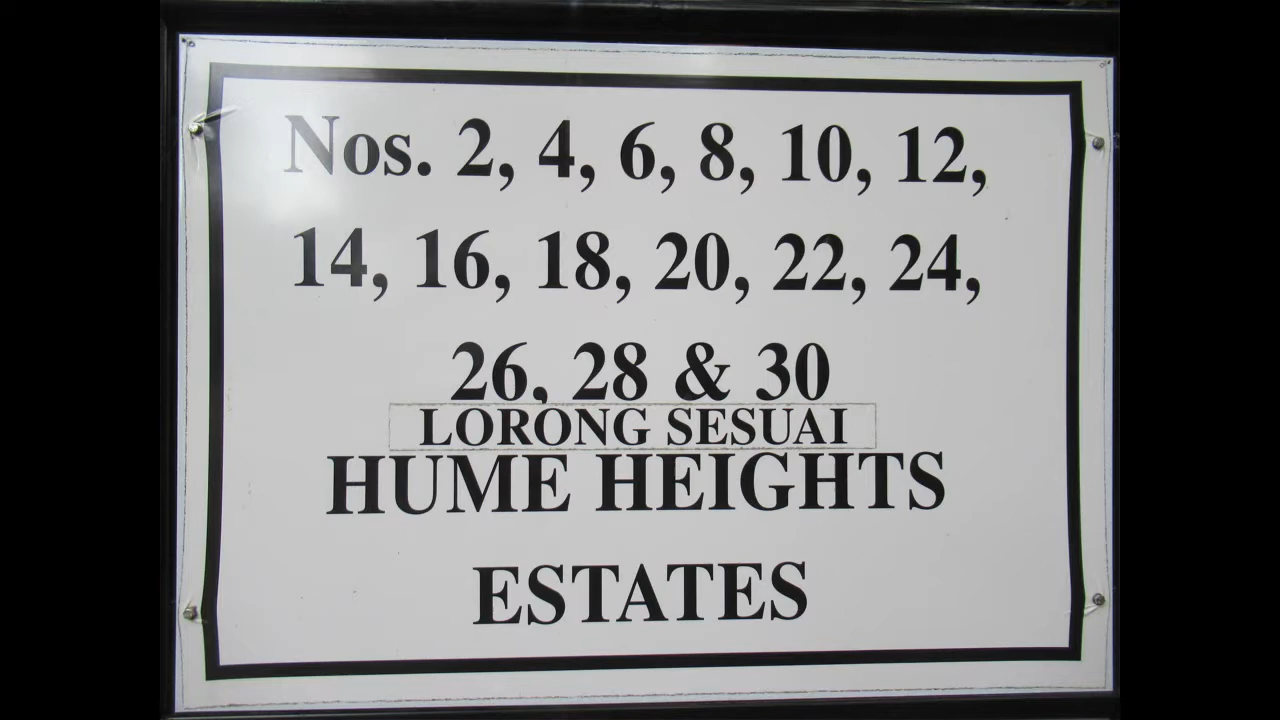 Nos. 2, 4, 6, 8, 10, 12,
14, 16, 18, 20, 22, 24,
26, 28 & 30
LORONG SESUAI
HUME HEIGHTS
ESTATES